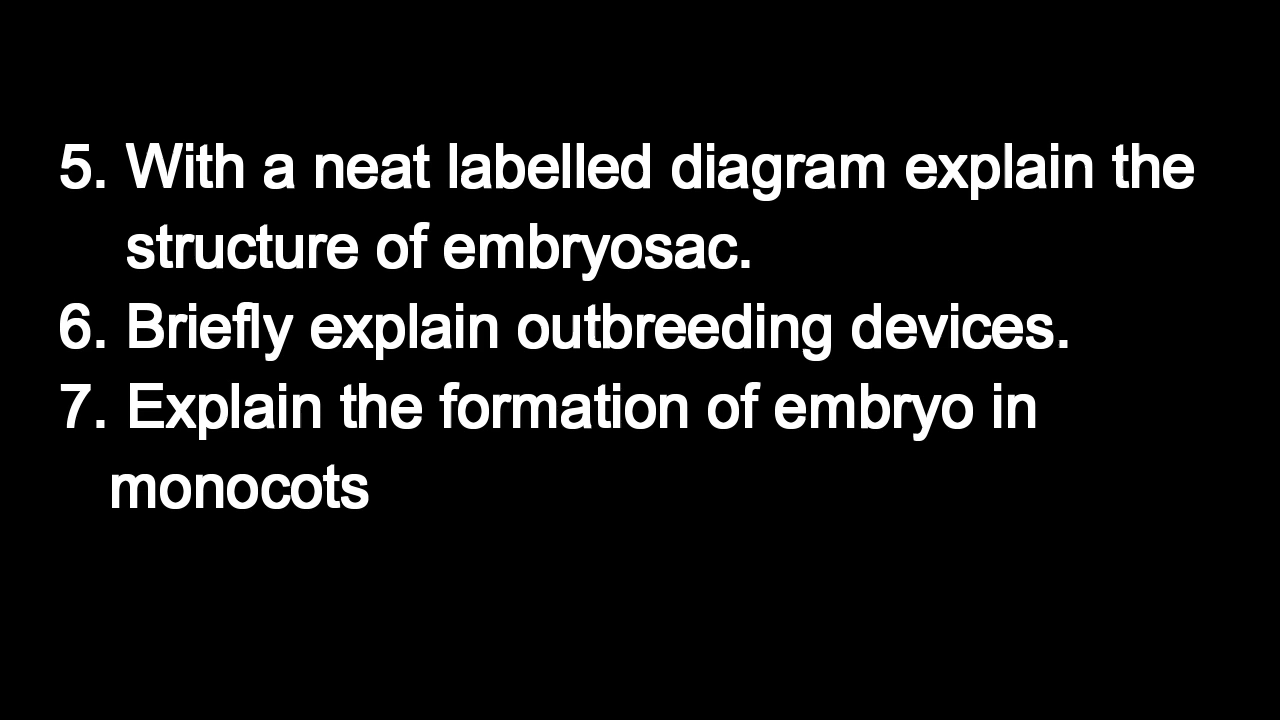 5. With a neat labelled diagram explain the
structure of embryosac.
6. Briefly explain outbreeding devices.
7. Explain the formation of embryo in
monocots